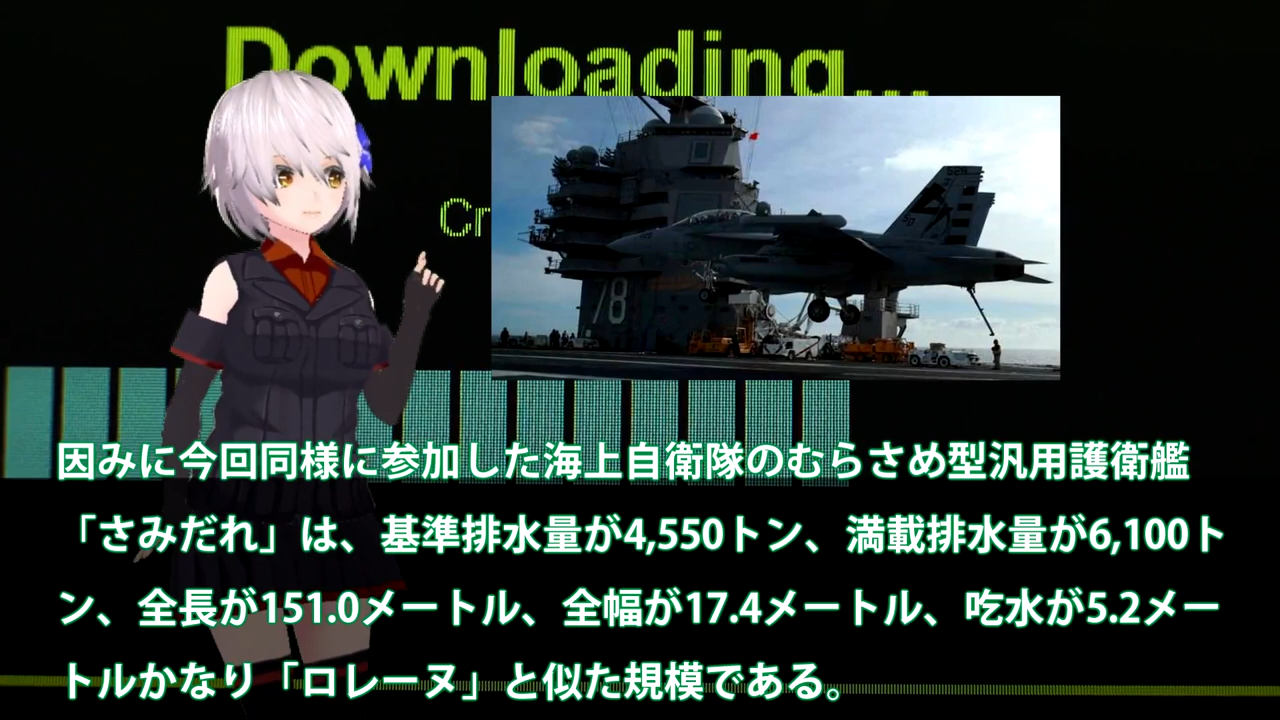 Downloading...
Cr
78
因みに今回同様に参加した海上自衛隊のむらさめ型汎用護衛艦
「さみだれ」は、基準排水量が4,550トン、満載排水量が6,100ト
ン、全長が151.0メートル、全幅が17.4メートル、吃水が5.2メー
トルかなり「ロレーヌ」と似た規模である。